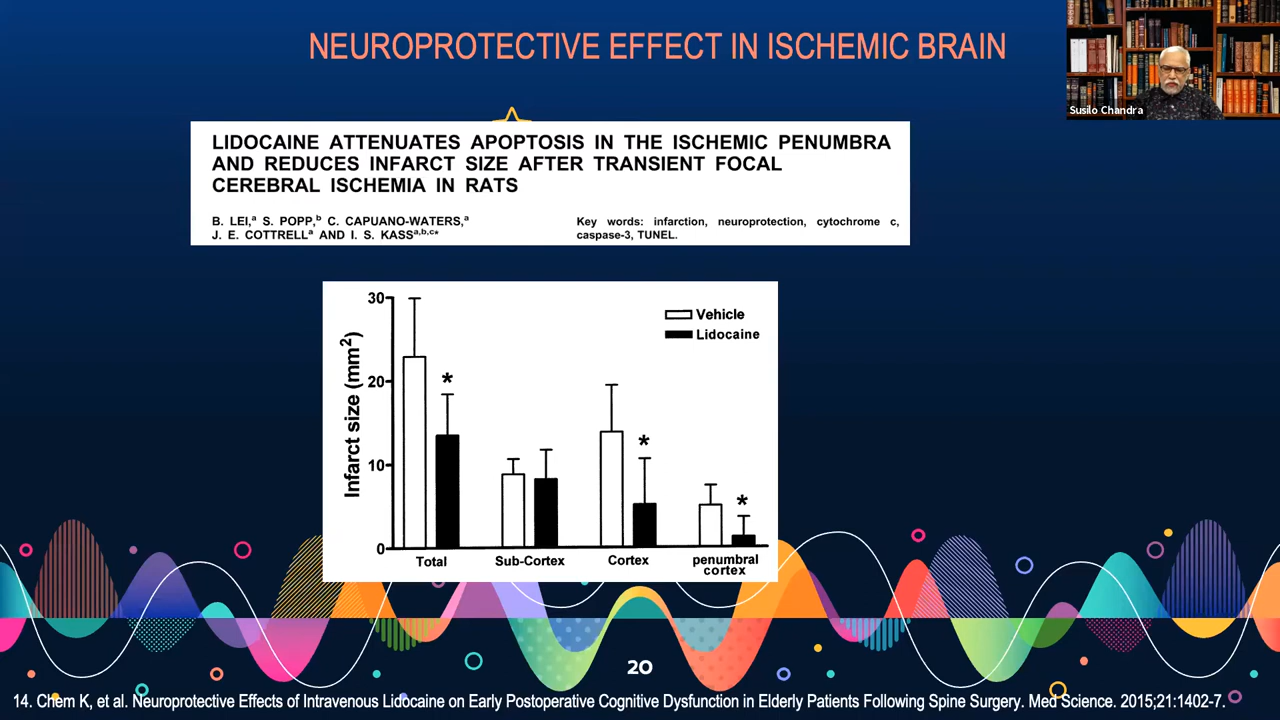 NEUROPROTECTIVE EFFECT IN ISCHEMIC BRAIN
Susilo Chandra
LIDOCAINE ATTENUATES APOPTOSIS IN THE ISCHEMIC PENUMBRA
AND REDUCES INFARCT SIZE AFTER TRANSIENT FOCAL
CEREBRAL ISCHEMIA IN RATS
B. LEI,ᵃ S. POPP,ᵇ C. CAPUANO-WATERS,ᵃ
J. E. COTTRELLᵃ AND I. S. KASSᵃ,ᵇ,ᶜ*
Key words: infarction, neuroprotection, cytochrome c,
caspase-3, TUNEL.
Infarct size (mm²)
30
20
10
0
Vehicle
Lidocaine
*
*
*
Total
Sub-Cortex
Cortex
penumbral
cortex
20
14. Chem K, et al. Neuroprotective Effects of Intravenous Lidocaine on Early Postoperative Cognitive Dysfunction in Elderly Patients Following Spine Surgery. Med Science. 2015;21:1402-7.